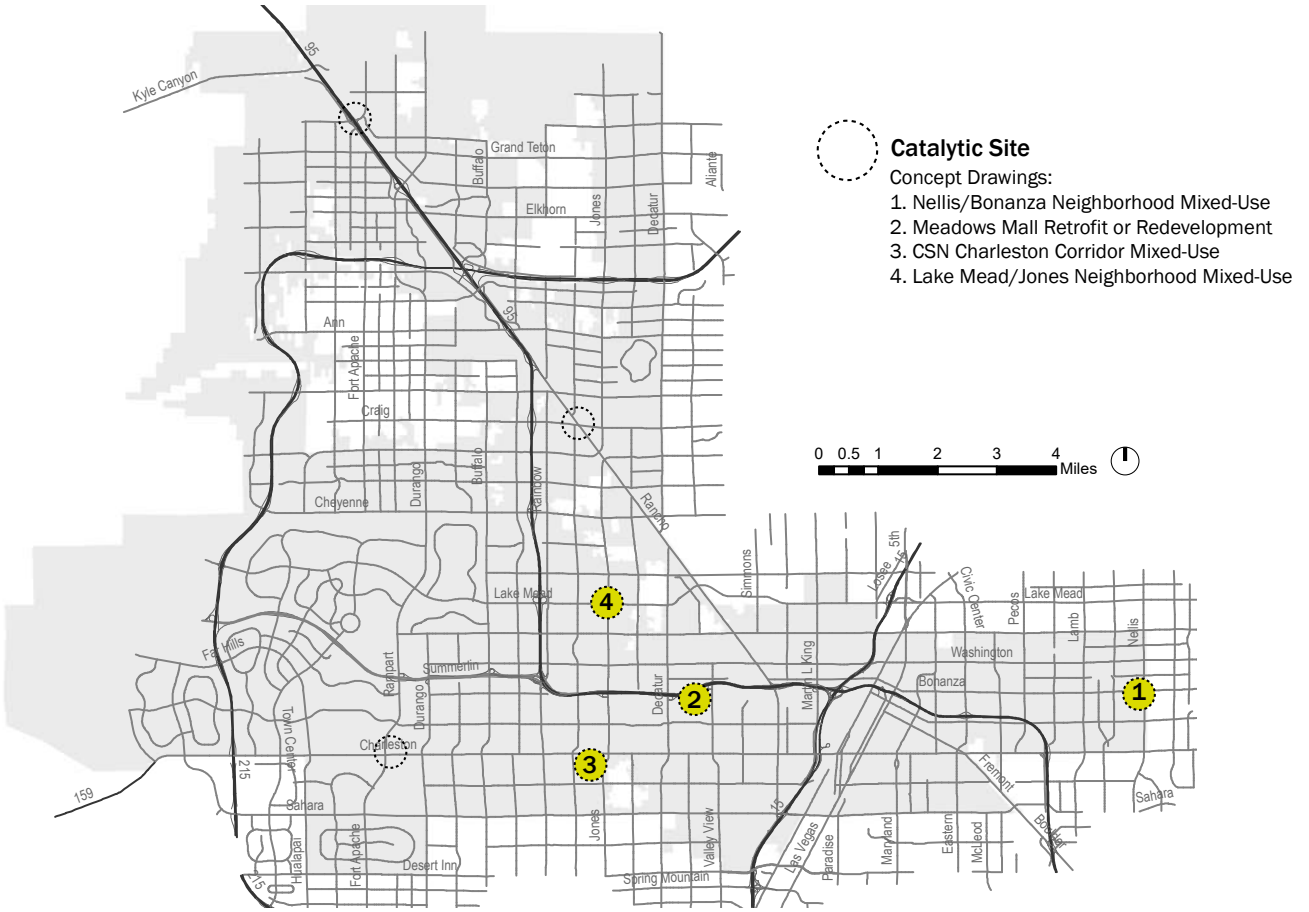 95
Kyle Canyon
Grand Teton
Buffalo
Aliante
Elkhorn
Jones
Decatur
Catalytic Site
Concept Drawings:
1. Nellis/Bonanza Neighborhood Mixed-Use
2. Meadows Mall Retrofit or Redevelopment
3. CSN Charleston Corridor Mixed-Use
4. Lake Mead/Jones Neighborhood Mixed-Use
95
Ann
Fort Apache
Craig
0 0.5 1 2 3 4
Miles
Buffalo
Durango
Rainbow
Cheyenne
Rancho
Simmons
5th
15
Losee
Civic Center
Pecos
Lake Mead
Lamb
Nellis
Lake Mead
4
Washington
Far Hills
Rampart
Summerlin
Decatur
Martin L King
Bonanza
1
2
Durango
Town Center
Charleston
3
215
Fremont
159
Sahara
15
Sahara
Jones
Valley View
Las Vegas
Paradise
Maryland
Eastern
McLeod
Boulder
Hualapai
Fort Apache
Desert Inn
Spring Mountain
215